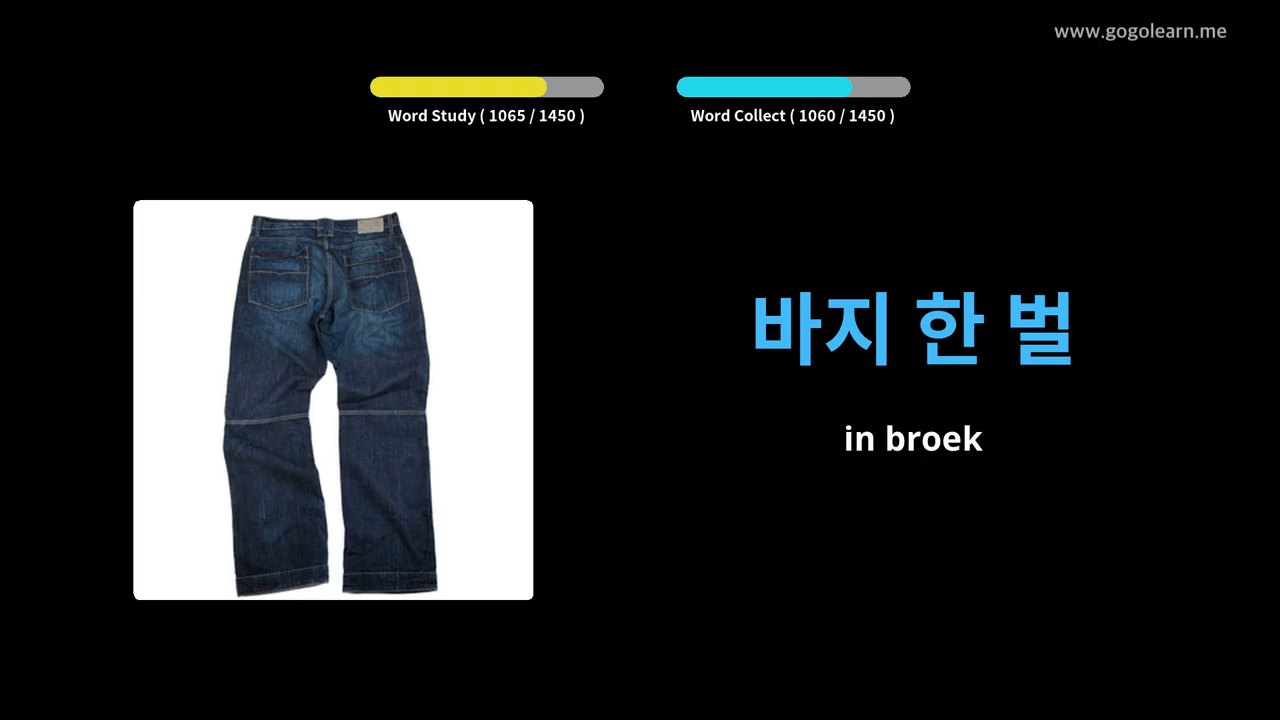 www.gogolearn.me
Word Study ( 1065 / 1450 )
Word Collect ( 1060 / 1450 )
바지 한 벌
in broek